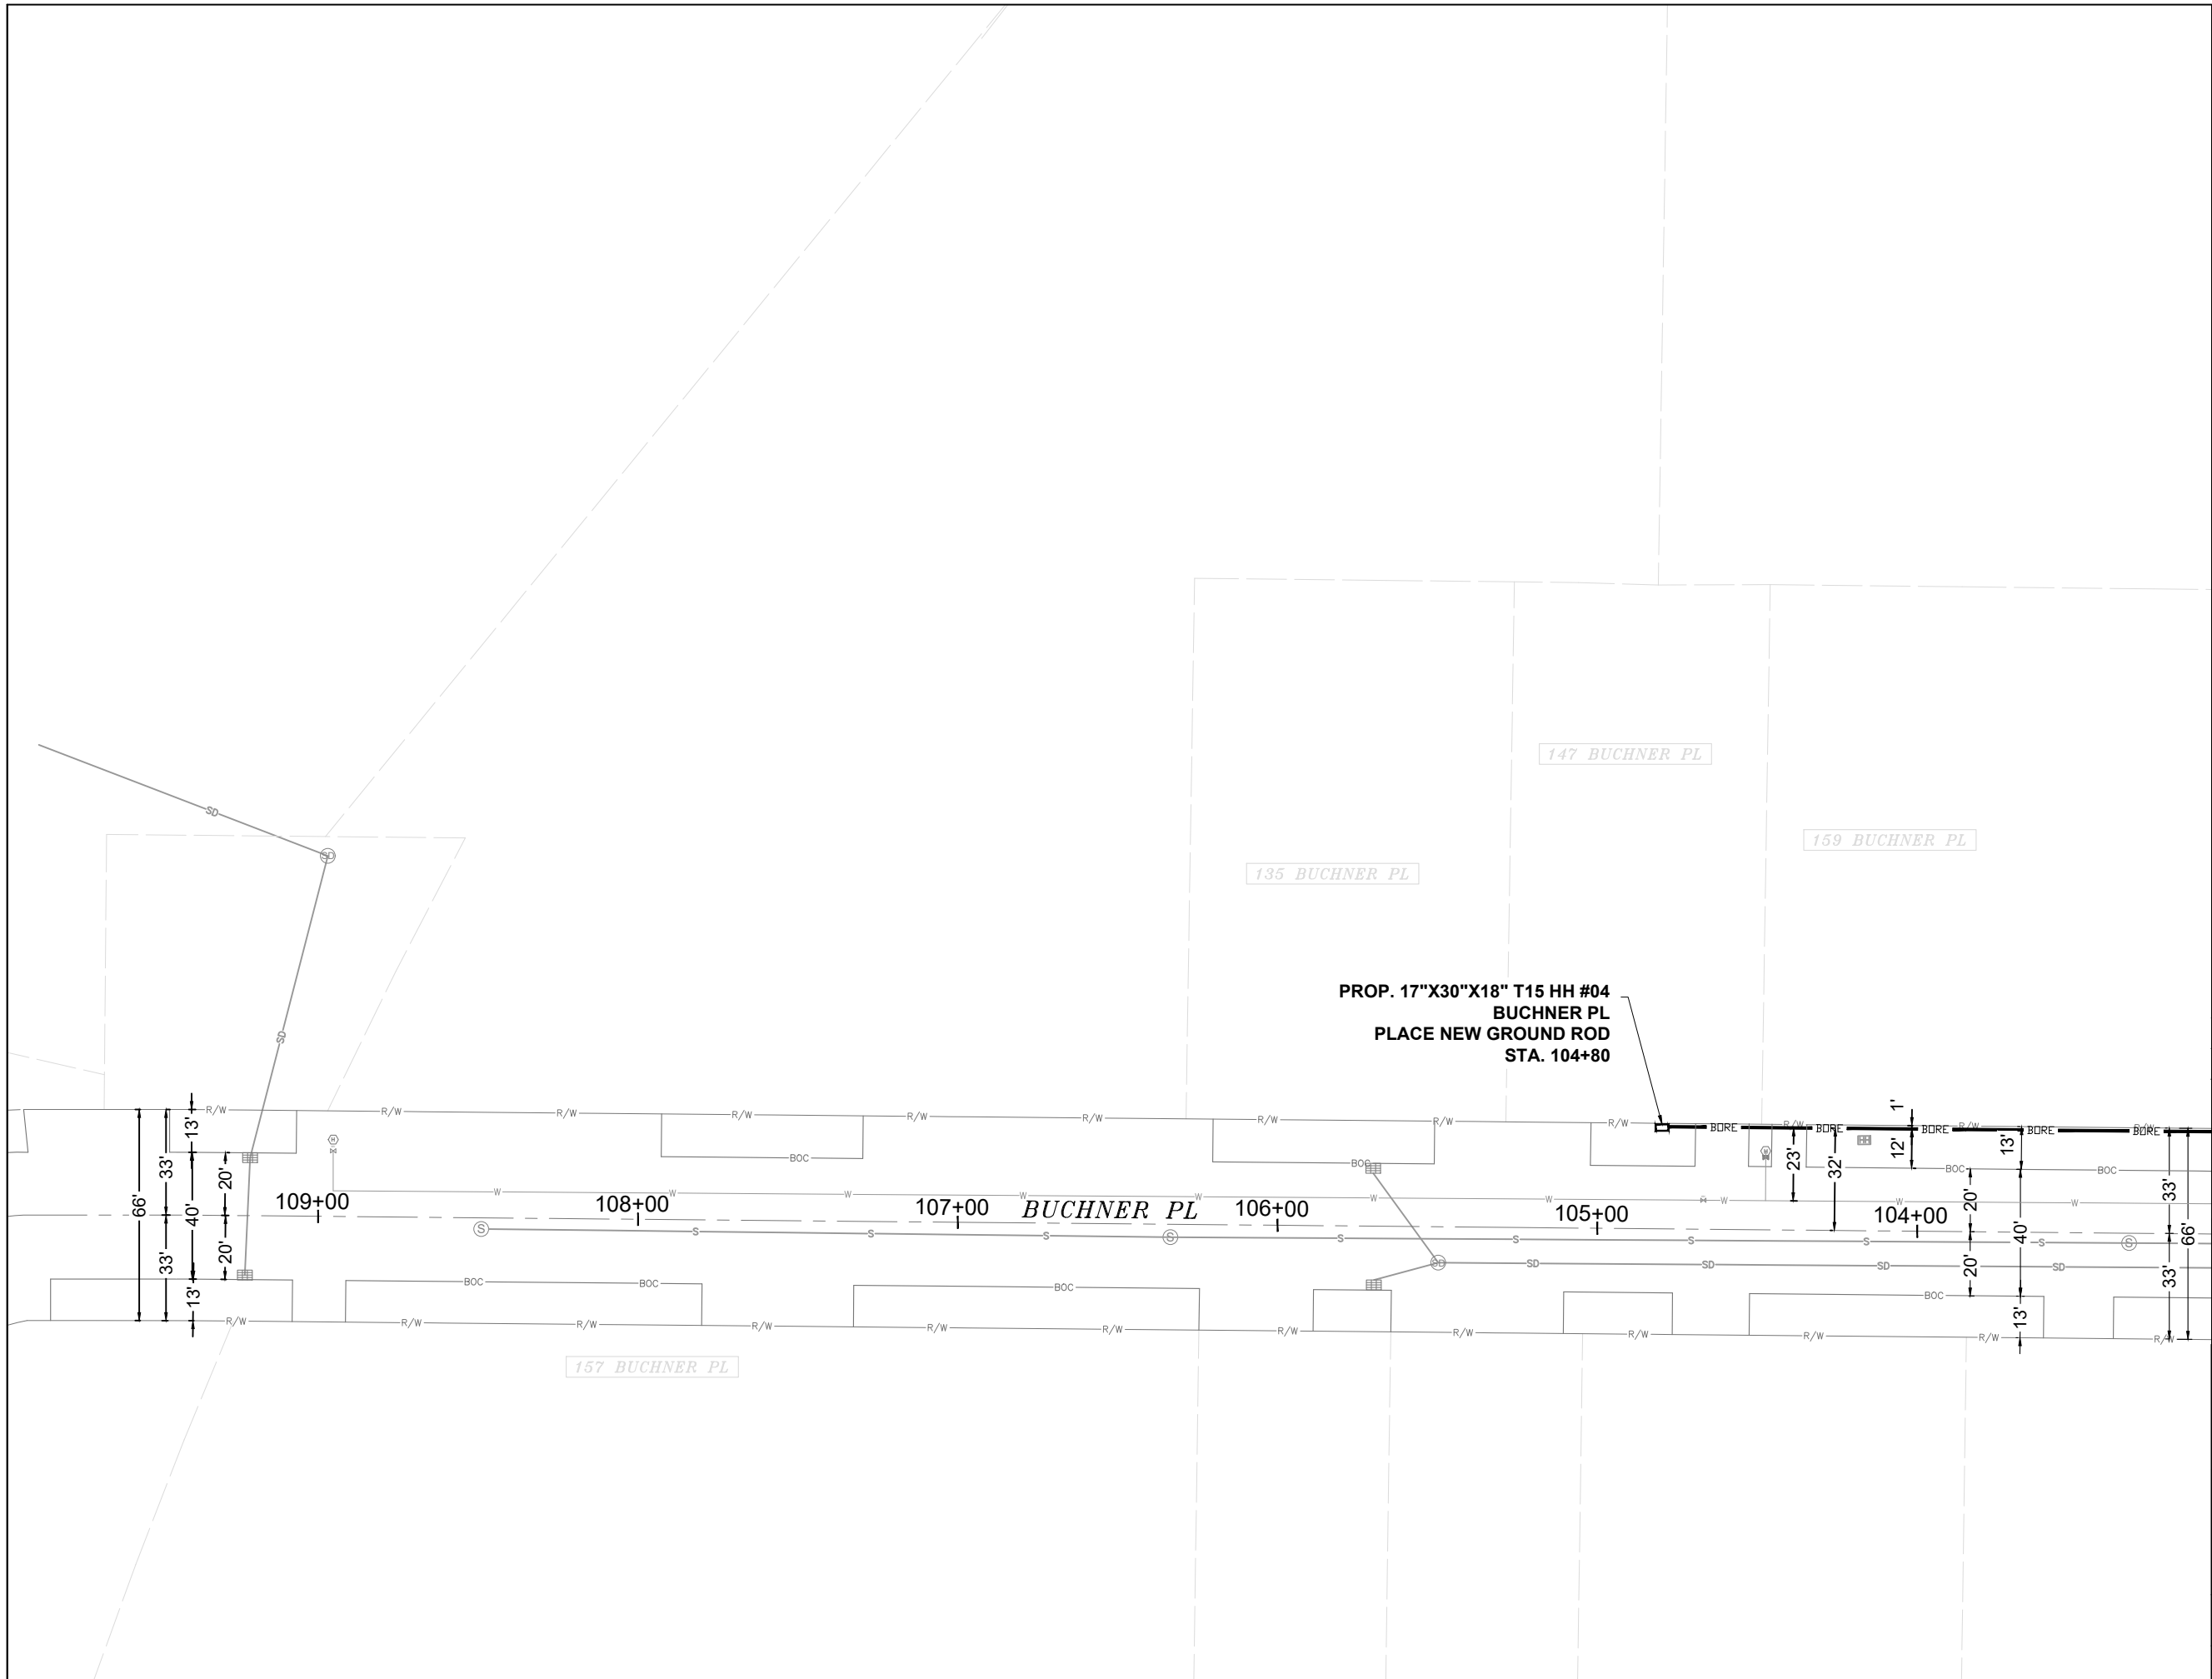 147 BUCHNER PL
SD
159 BUCHNER PL
SD
135 BUCHNER PL
PROP. 17"X30"X18" T15 HH #04
BUCHNER PL
PLACE NEW GROUND ROD
STA. 104+80
SD
R/W R/W R/W R/W R/W R/W R/W R/W R/W R/W R/W R/W
BORE BORE BORE BORE BORE
1'
13' 33' 20' 66' 40' 33' 20' 13'
23' 32' 12' 13' 20' 40' 20' 13' 33' 66' 33'
H H
BOC BOC BOC BOC
W W W W W W W W W W
109+00 108+00 107+00 BUCHNER PL 106+00 105+00 104+00
S S S S S S S S S S S S
SD SD SD SD SD
BOC BOC BOC BOC
R/W R/W R/W R/W R/W R/W R/W R/W R/W R/W R/W R/W
157 BUCHNER PL